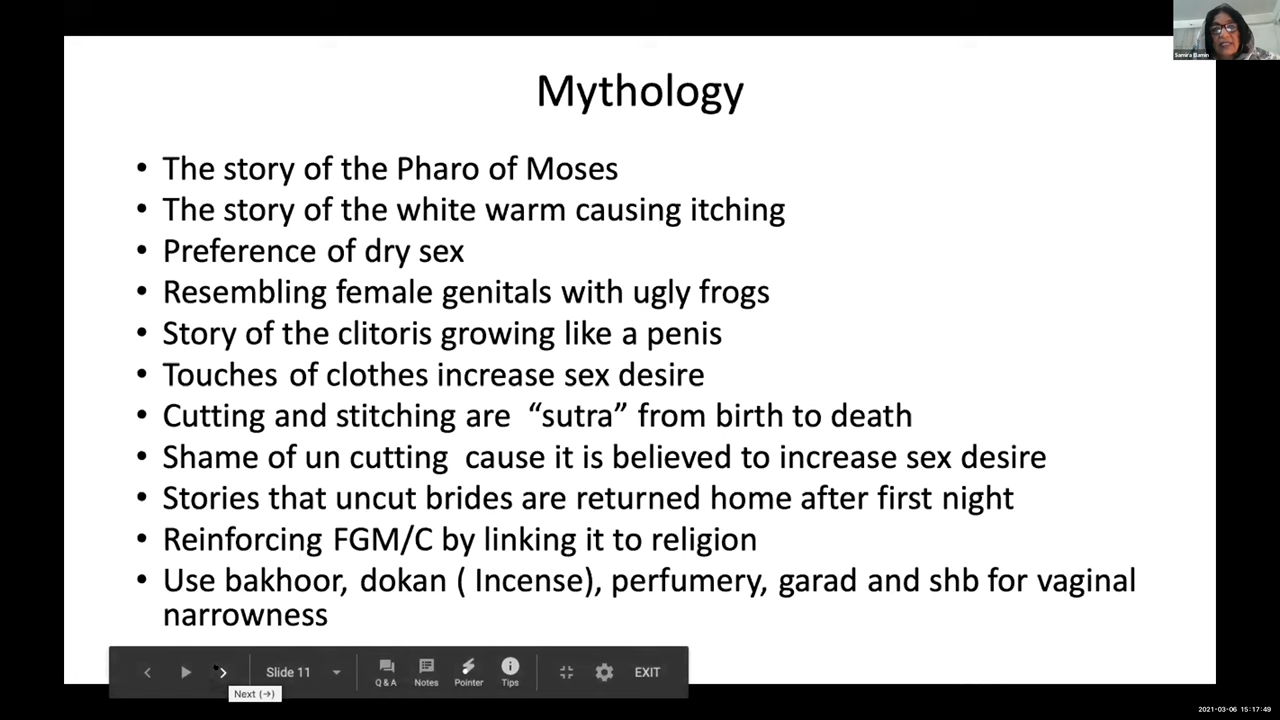 Samira Elamin
Mythology
• The story of the Pharo of Moses
• The story of the white warm causing itching
• Preference of dry sex
• Resembling female genitals with ugly frogs
• Story of the clitoris growing like a penis
• Touches of clothes increase sex desire
• Cutting and stitching are “sutra” from birth to death
• Shame of un cutting cause it is believed to increase sex desire
• Stories that uncut brides are returned home after first night
• Reinforcing FGM/C by linking it to religion
• Use bakhoor, dokan ( Incense), perfumery, garad and shb for vaginal
narrowness
Slide 11
Q & A
Notes
Pointer
Tips
EXIT
Next (→)
2021-03-06 15:17:49